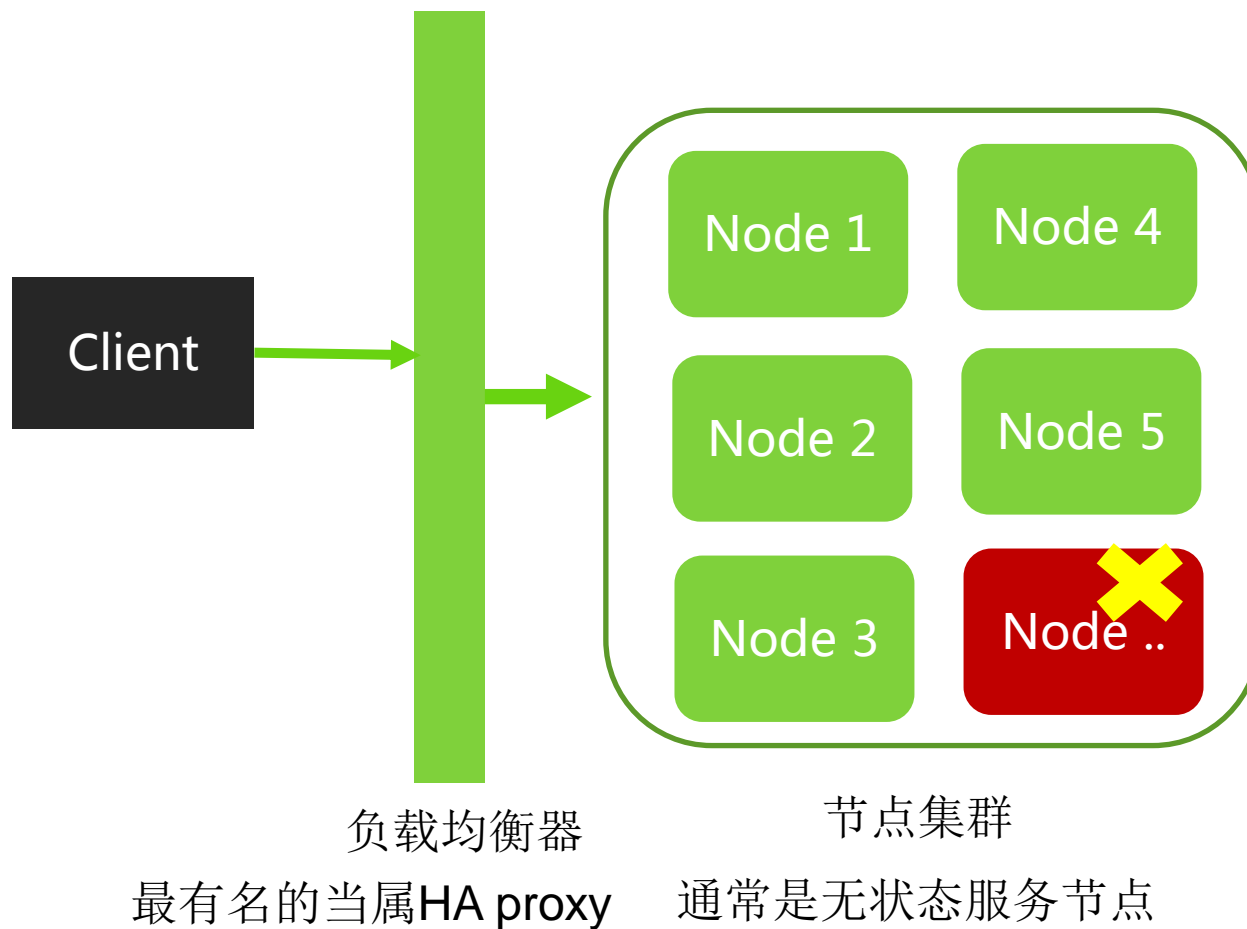 Client
Node 1
Node 4
Node 2
Node 5
Node 3
Node ..
负载均衡器
最有名的当属HA proxy
节点集群
通常是无状态服务节点